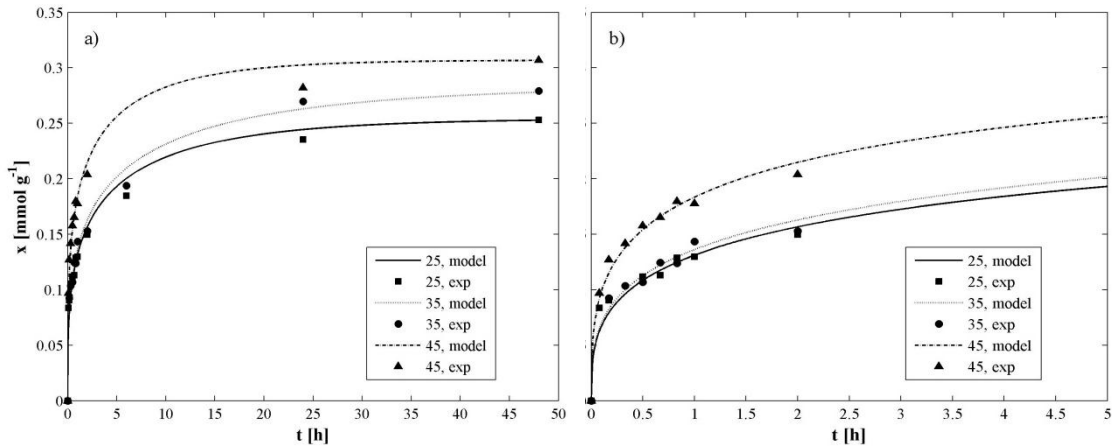 a)
x [mmol g-1]
0.35
0.3
0.25
0.2
0.15
0.1
0.05
0
25, model
25, exp
35, model
35, exp
45, model
45, exp
0 5 10 15 20 25 30 35 40 45 50
t [h]
b)
25, model
25, exp
35, model
35, exp
45, model
45, exp
0 0.5 1 1.5 2 2.5 3 3.5 4 4.5 5
t [h]